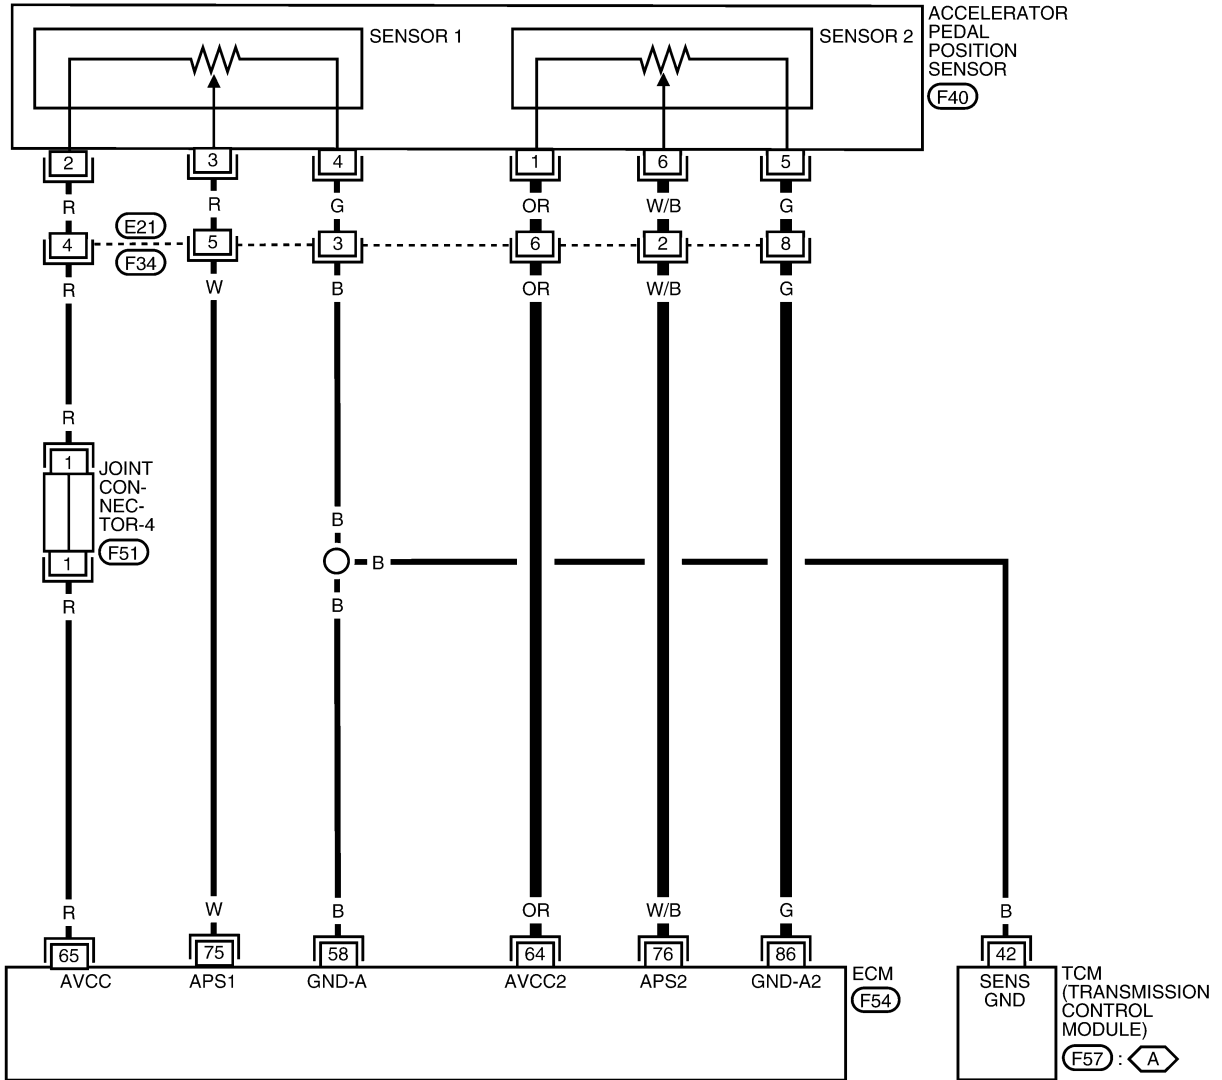 ACCELERATOR
PEDAL
POSITION
SENSOR
F40
SENSOR 1
SENSOR 2
2 3 4 1 6 5
R R G OR W/B G
E21
4 5 3 6 2 8
F34
R W B OR W/B G
R
1
JOINT
CON-
NEC-
TOR-4
F51
1
R
B
B
B
R W B OR W/B G B
65 75 58 64 76 86 42
AVCC APS1 GND-A AVCC2 APS2 GND-A2
ECM
F54
SENS
GND
TCM
(TRANSMISSION
CONTROL
MODULE)
F57 : A